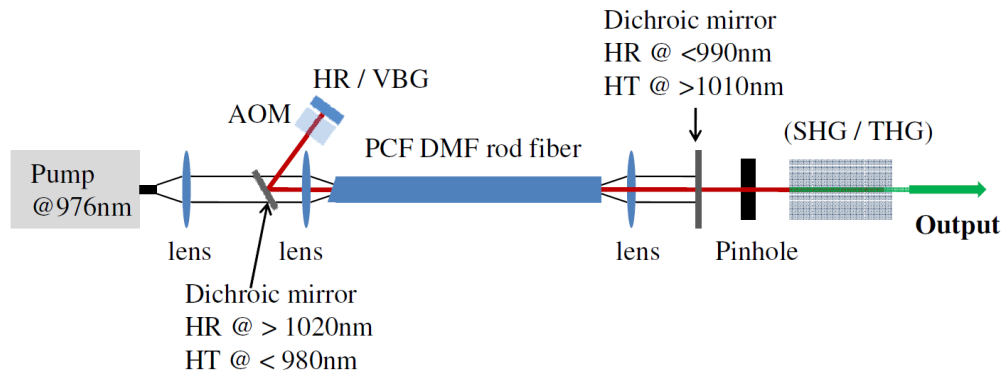 Dichroic mirror
HR @ <990nm
HT @ >1010nm
HR / VBG
AOM
PCF DMF rod fiber
(SHG / THG)
Pump
@976nm
lens
lens
lens
Pinhole
Output
Dichroic mirror
HR @ > 1020nm
HT @ < 980nm